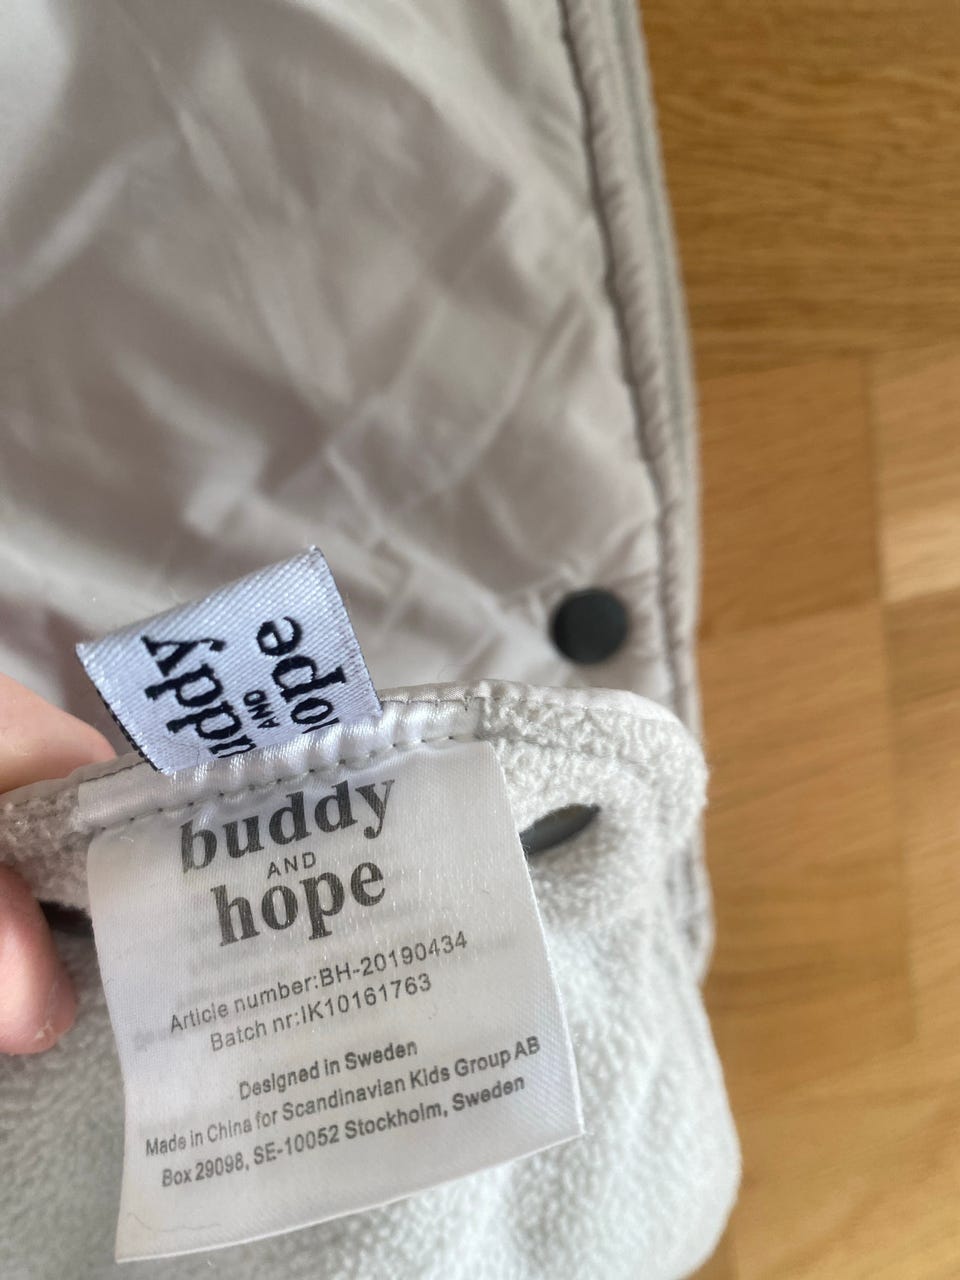 buddy
AND
hope
buddy
AND
hope
Article number:BH-20190434
Batch nr:IK10161763
Designed in Sweden
Made in China for Scandinavian Kids Group AB
Box 29098, SE-10052 Stockholm, Sweden